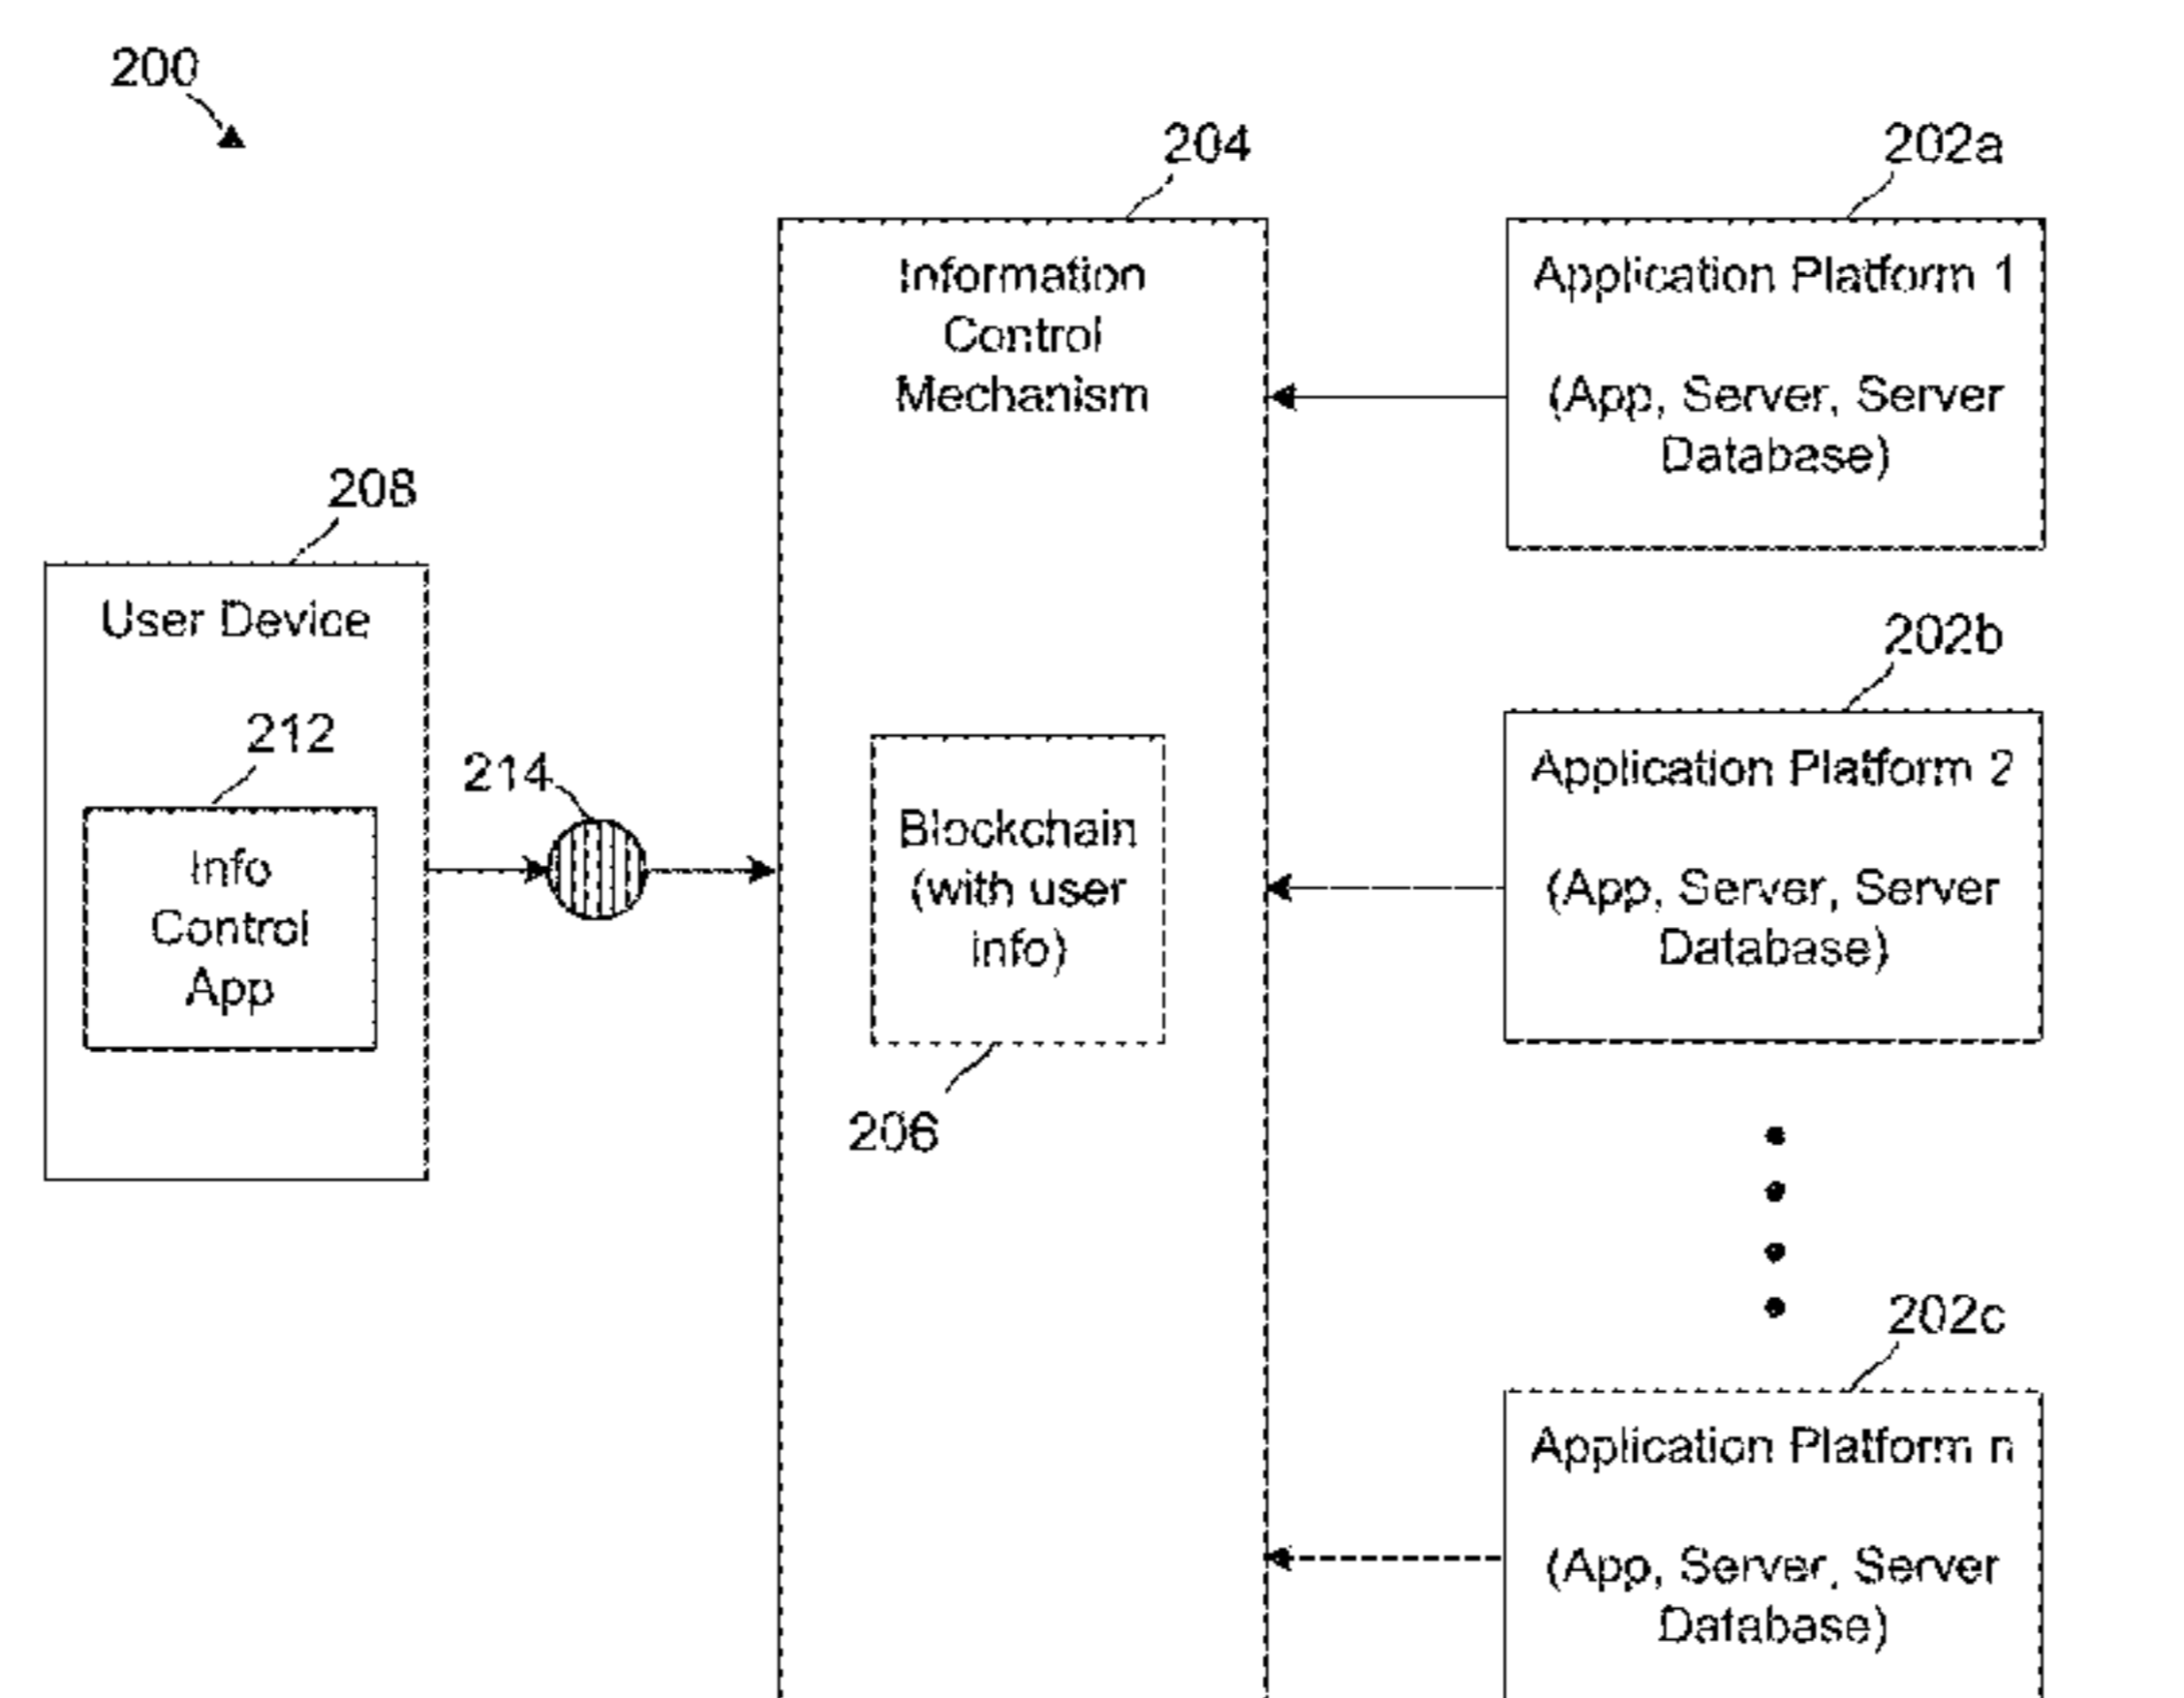 200
204
202a
Information
Control
Mechanism
Application Platform 1
(App, Server, Server
Database)
208
User Device
212
Info
Control
App
214
Blockchain
(with user
info)
206
202b
Application Platform 2
(App, Server, Server
Database)
202c
Application Platform n
(App, Server, Server
Database)